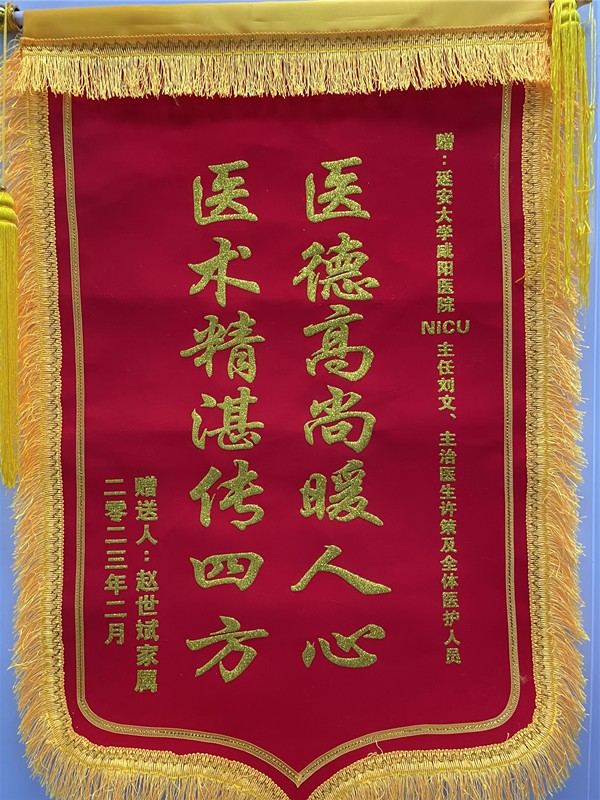 赠：延安大学咸阳医院NICU主任刘文、主治医生许策及全体医护人员
医德高尚暖人心
医术精湛传四方
赠送人：赵世斌家属
二零二三年二月